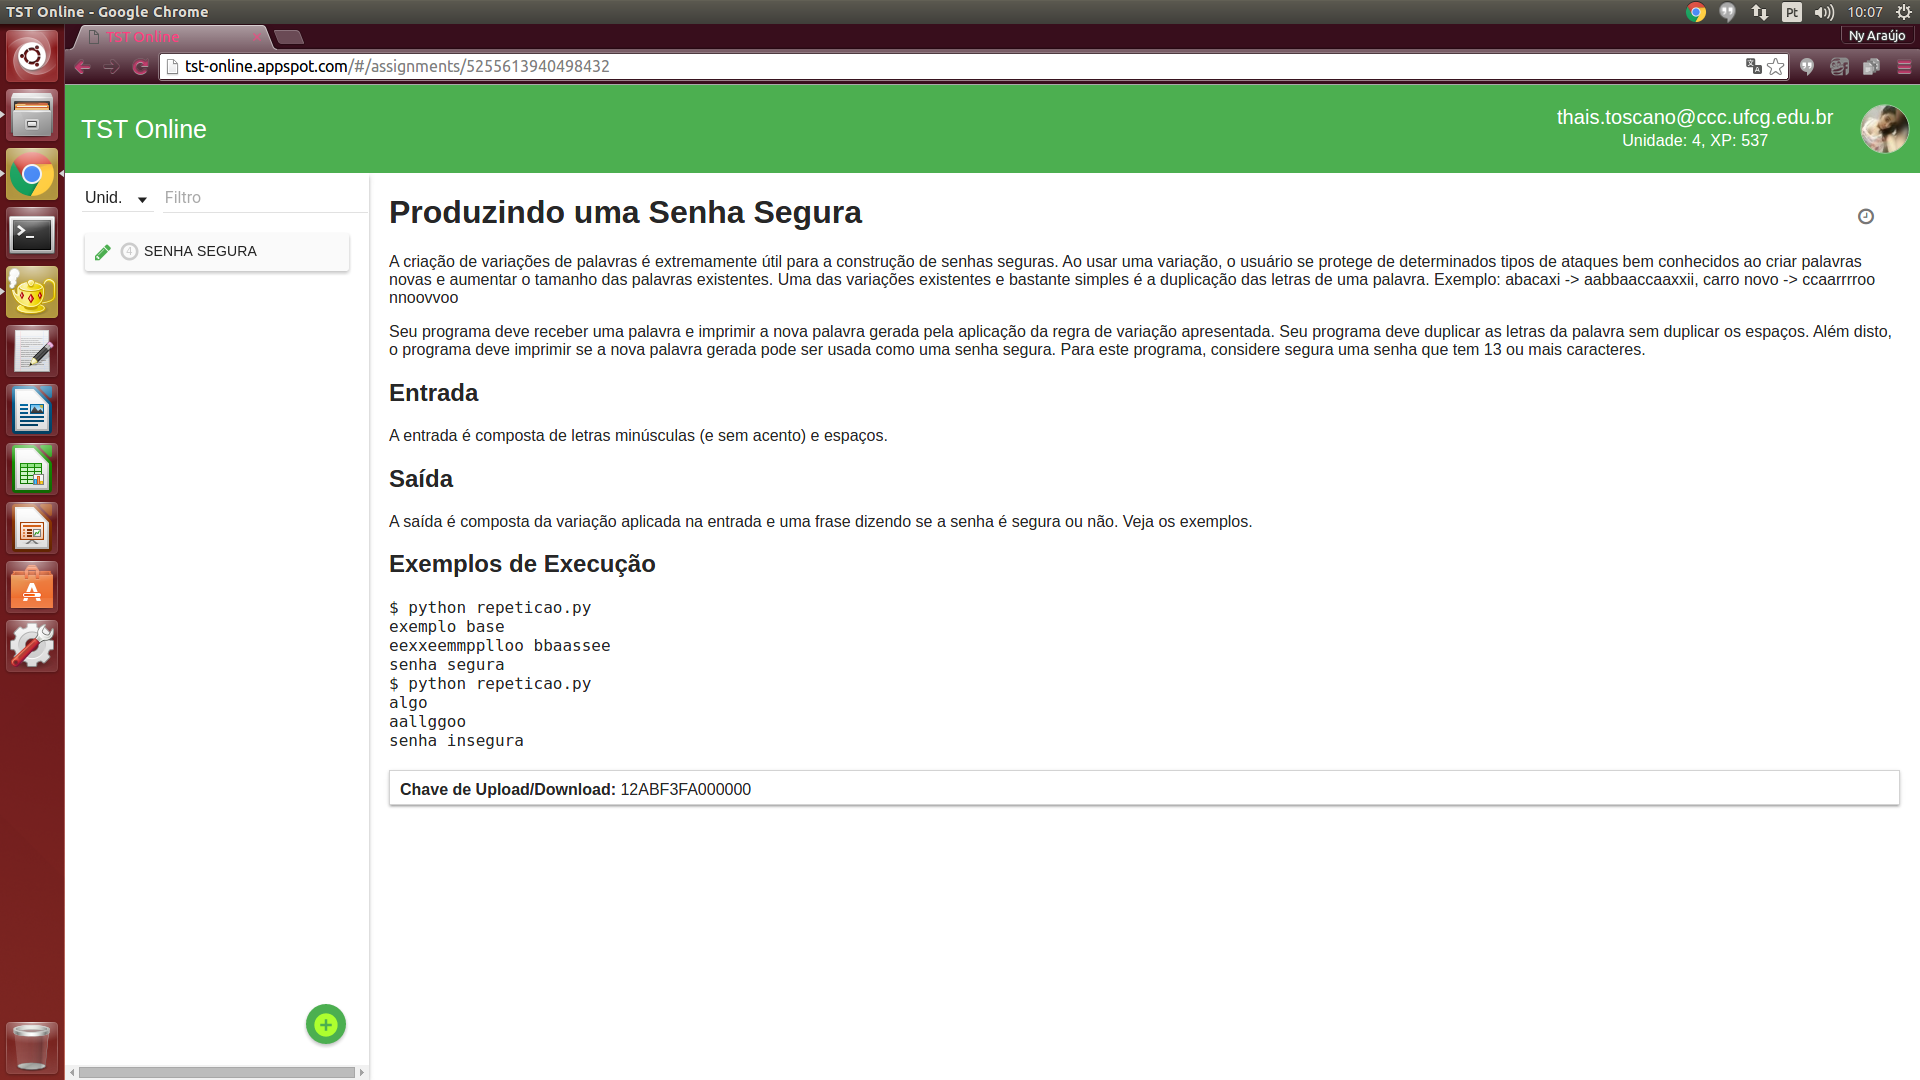 TST Online - Google Chrome
Pt
10:07
TST Online
Ny Araújo
tst-online.appspot.com/#/assignments/5255613940498432
TST Online
thais.toscano@ccc.ufcg.edu.br
Unidade: 4, XP: 537
Unid.
Filtro
4 SENHA SEGURA
Produzindo uma Senha Segura
A criação de variações de palavras é extremamente útil para a construção de senhas seguras. Ao usar uma variação, o usuário se protege de determinados tipos de ataques bem conhecidos ao criar palavras
novas e aumentar o tamanho das palavras existentes. Uma das variações existentes e bastante simples é a duplicação das letras de uma palavra. Exemplo: abacaxi -> aabbaaccaaxxii, carro novo -> ccaarrrroo
nnoovvoo
Seu programa deve receber uma palavra e imprimir a nova palavra gerada pela aplicação da regra de variação apresentada. Seu programa deve duplicar as letras da palavra sem duplicar os espaços. Além disto,
o programa deve imprimir se a nova palavra gerada pode ser usada como uma senha segura. Para este programa, considere segura uma senha que tem 13 ou mais caracteres.
Entrada
A entrada é composta de letras minúsculas (e sem acento) e espaços.
Saída
A saída é composta da variação aplicada na entrada e uma frase dizendo se a senha é segura ou não. Veja os exemplos.
Exemplos de Execução
$ python repeticao.py
exemplo base
eexxeemmpplloo bbaassee
senha segura
$ python repeticao.py
algo
aallggoo
senha insegura
Chave de Upload/Download: 12ABF3FA000000